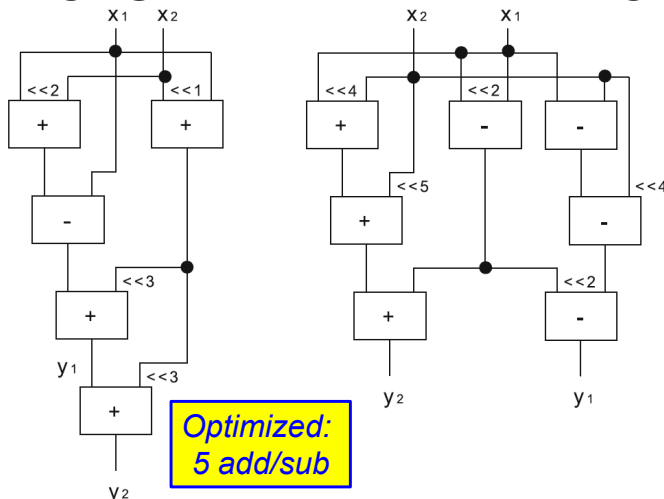 x₁ x₂ x₂ x₁
<<2 <<1 <<4 <<2
+ + + - -
<<5 <<4
- + -
<<3 <<2
+ + -
y₁ <<3
y₂ y₁
+
Optimized:
5 add/sub
y₂